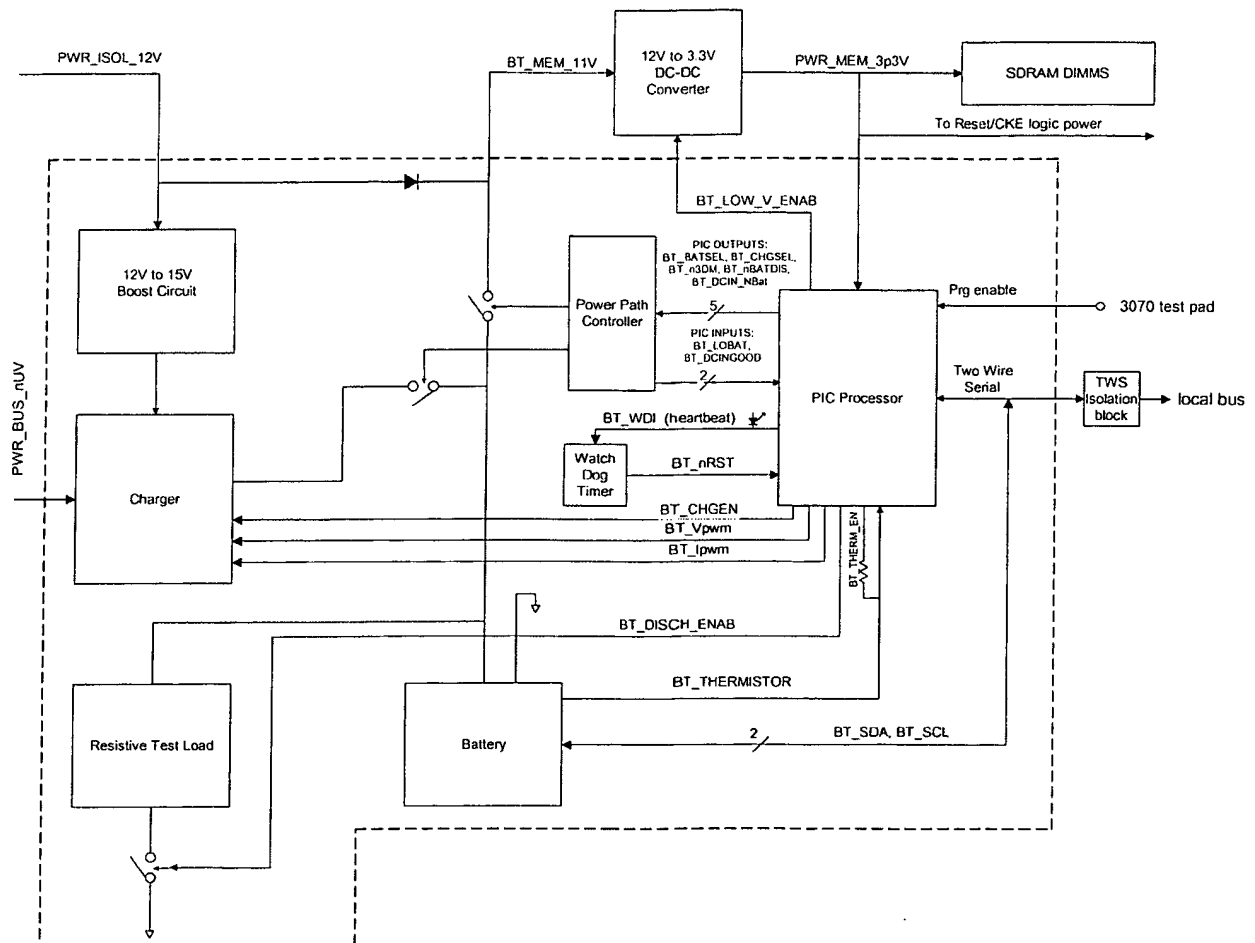 PWR_ISOL_12V
BT_MEM_11V
12V to 3.3V
DC-DC
Converter
PWR_MEM_3p3V
SDRAM DIMMS
To Reset/CKE logic power
BT_LOW_V_ENAB
12V to 15V
Boost Circuit
Power Path
Controller
PIC OUTPUTS:
BT_BATSEL, BT_CHGSEL,
BT_n3DM, BT_nBATDIS,
BT_DCIN_NBat
5
PIC INPUTS:
BT_LOBAT,
BT_DCINGOOD
2
PIC Processor
Prg enable
3070 test pad
Two Wire
Serial
TWS
Isolation
block
local bus
PWR_BUS_nUV
Charger
BT_WDI (heartbeat)
Watch
Dog
Timer
BT_nRST
BT_CHGEN
BT_Vpwm
BT_Ipwm
BT_THERM_EN
BT_DISCH_ENAB
BT_THERMISTOR
Resistive Test Load
Battery
2
BT_SDA, BT_SCL